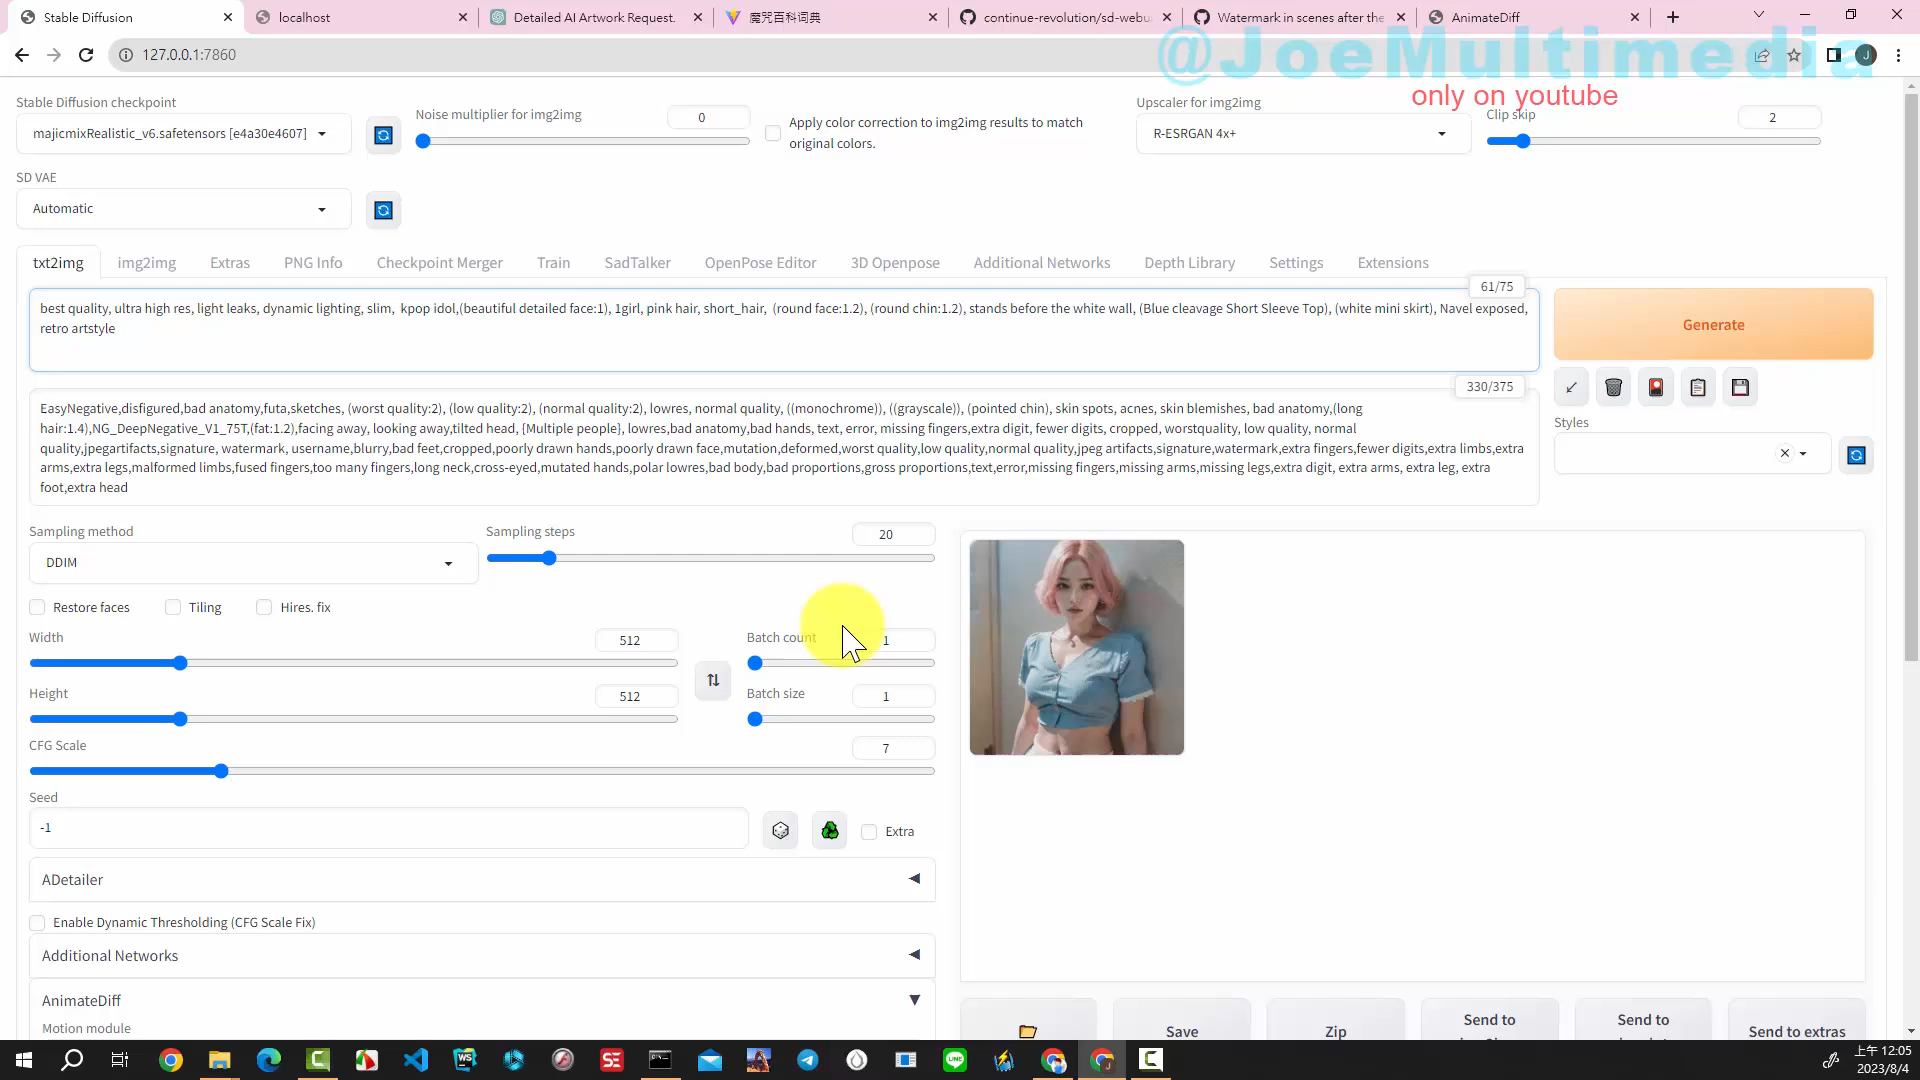 Stable Diffusion
localhost
Detailed AI Artwork Request.
魔咒百科词典
continue-revolution/sd-webu
Watermark in scenes after the
AnimateDiff
127.0.0.1:7860
J
@JoeMultimedia
only on youtube
Stable Diffusion checkpoint
majicmixRealistic_v6.safetensors [e4a30e4607]
Noise multiplier for img2img
0
Apply color correction to img2img results to match
original colors.
Upscaler for img2img
R-ESRGAN 4x+
Clip skip
2
SD VAE
Automatic
txt2img
img2img
Extras
PNG Info
Checkpoint Merger
Train
SadTalker
OpenPose Editor
3D Openpose
Additional Networks
Depth Library
Settings
Extensions
61/75
best quality, ultra high res, light leaks, dynamic lighting, slim,  kpop idol,(beautiful detailed face:1), 1girl, pink hair, short_hair,  (round face:1.2), (round chin:1.2), stands before the white wall, (Blue cleavage Short Sleeve Top), (white mini skirt), Navel exposed,
retro artstyle
Generate
330/375
EasyNegative,disfigured,bad anatomy,futa,sketches, (worst quality:2), (low quality:2), (normal quality:2), lowres, normal quality, ((monochrome)), ((grayscale)), (pointed chin), skin spots, acnes, skin blemishes, bad anatomy,(long
hair:1.4),NG_DeepNegative_V1_75T,(fat:1.2),facing away, looking away,tilted head, {Multiple people}, lowres,bad anatomy,bad hands, text, error, missing fingers,extra digit, fewer digits, cropped, worstquality, low quality, normal
quality,jpegartifacts,signature, watermark, username,blurry,bad feet,cropped,poorly drawn hands,poorly drawn face,mutation,deformed,worst quality,low quality,normal quality,jpeg artifacts,signature,watermark,extra fingers,fewer digits,extra limbs,extra
arms,extra legs,malformed limbs,fused fingers,too many fingers,long neck,cross-eyed,mutated hands,polar lowres,bad body,bad proportions,gross proportions,text,error,missing fingers,missing arms,missing legs,extra digit, extra arms, extra leg, extra
foot,extra head
Styles
Sampling method
DDIM
Sampling steps
20
Restore faces
Tiling
Hires. fix
Width
512
Batch count
1
Height
512
Batch size
1
CFG Scale
7
Seed
-1
Extra
ADetailer
Enable Dynamic Thresholding (CFG Scale Fix)
Additional Networks
AnimateDiff
Motion module
Save
Zip
Send to
Send to
Send to extras
WS
SE
LINE
上午 12:05
2023/8/4